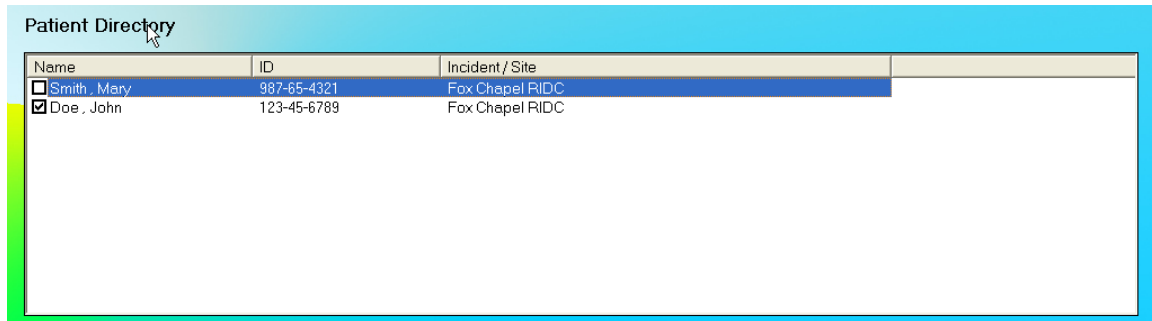 Patient Directory
Name ID Incident / Site
Smith , Mary 987-65-4321 Fox Chapel RIDC
Doe , John 123-45-6789 Fox Chapel RIDC